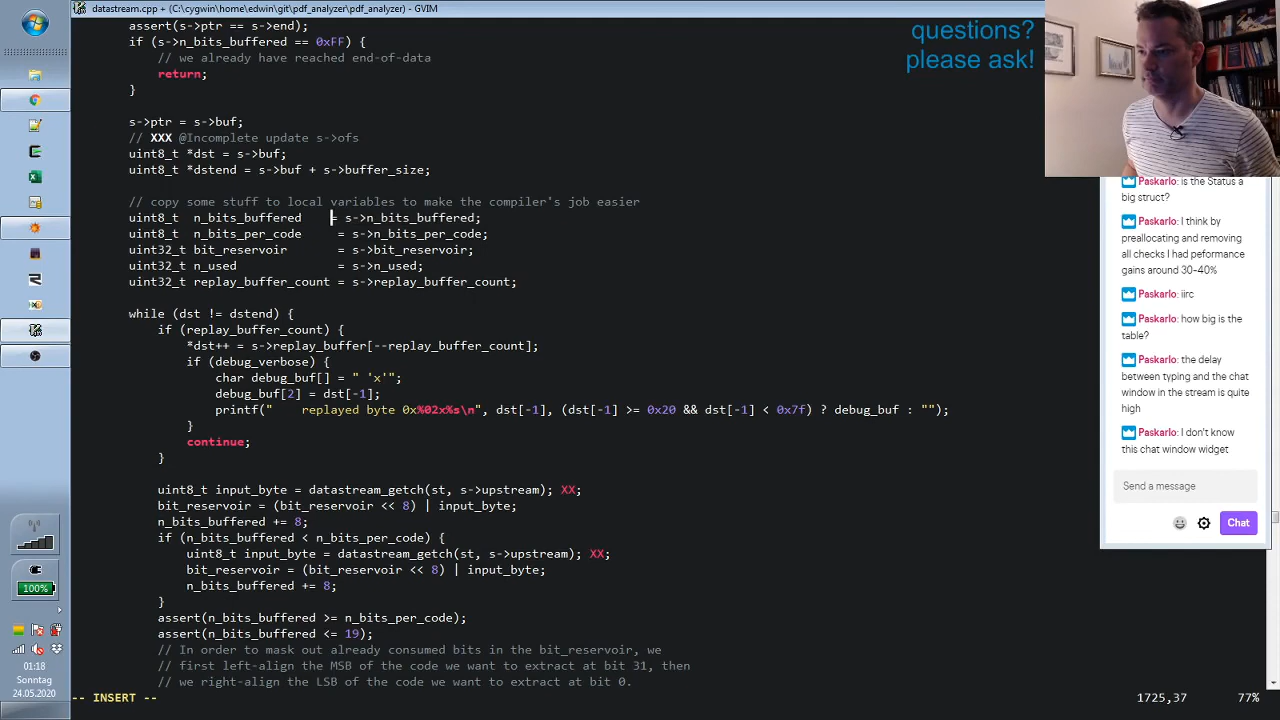 datastream.cpp + (C:\cygwin\home\edwin\git\pdf_analyzer\pdf_analyzer) - GVIM
assert(s->ptr == s->end);
if (s->n_bits_buffered == 0xFF) {
// we already have reached end-of-data
return;
}
s->ptr = s->buf;
// XXX @Incomplete update s->ofs
uint8_t *dst = s->buf;
uint8_t *dstend = s->buf + s->buffer_size;
// copy some stuff to local variables to make the compiler's job easier
uint8_t  n_bits_buffered    = s->n_bits_buffered;
uint8_t  n_bits_per_code     = s->n_bits_per_code;
uint32_t bit_reservoir       = s->bit_reservoir;
uint32_t n_used              = s->n_used;
uint32_t replay_buffer_count = s->replay_buffer_count;
while (dst != dstend) {
if (replay_buffer_count) {
*dst++ = s->replay_buffer[--replay_buffer_count];
if (debug_verbose) {
char debug_buf[] = " 'x'";
debug_buf[2] = dst[-1];
printf("    replayed byte 0x%02x%s\n", dst[-1], (dst[-1] >= 0x20 && dst[-1] < 0x7f) ? debug_buf : "");
}
continue;
}
uint8_t input_byte = datastream_getch(st, s->upstream); XX;
bit_reservoir = (bit_reservoir << 8) | input_byte;
n_bits_buffered += 8;
if (n_bits_buffered < n_bits_per_code) {
uint8_t input_byte = datastream_getch(st, s->upstream); XX;
bit_reservoir = (bit_reservoir << 8) | input_byte;
n_bits_buffered += 8;
}
assert(n_bits_buffered >= n_bits_per_code);
assert(n_bits_buffered <= 19);
// In order to mask out already consumed bits in the bit_reservoir, we
// first left-align the MSB of the code we want to extract at bit 31, then
// we right-align the LSB of the code we want to extract at bit 0.
-- INSERT --
1725,37
77%
questions?
please ask!
Paskarlo: is the Status a
big struct?
Paskarlo: I think by
preallocating and removing
all checks I had peformance
gains around 30-40%
Paskarlo: iirc
Paskarlo: how big is the
table?
Paskarlo: the delay
between typing and the chat
window in the stream is quite
high
Paskarlo: I don't know
this chat window widget
Send a message
Chat
100%
01:18
Sonntag
24.05.2020